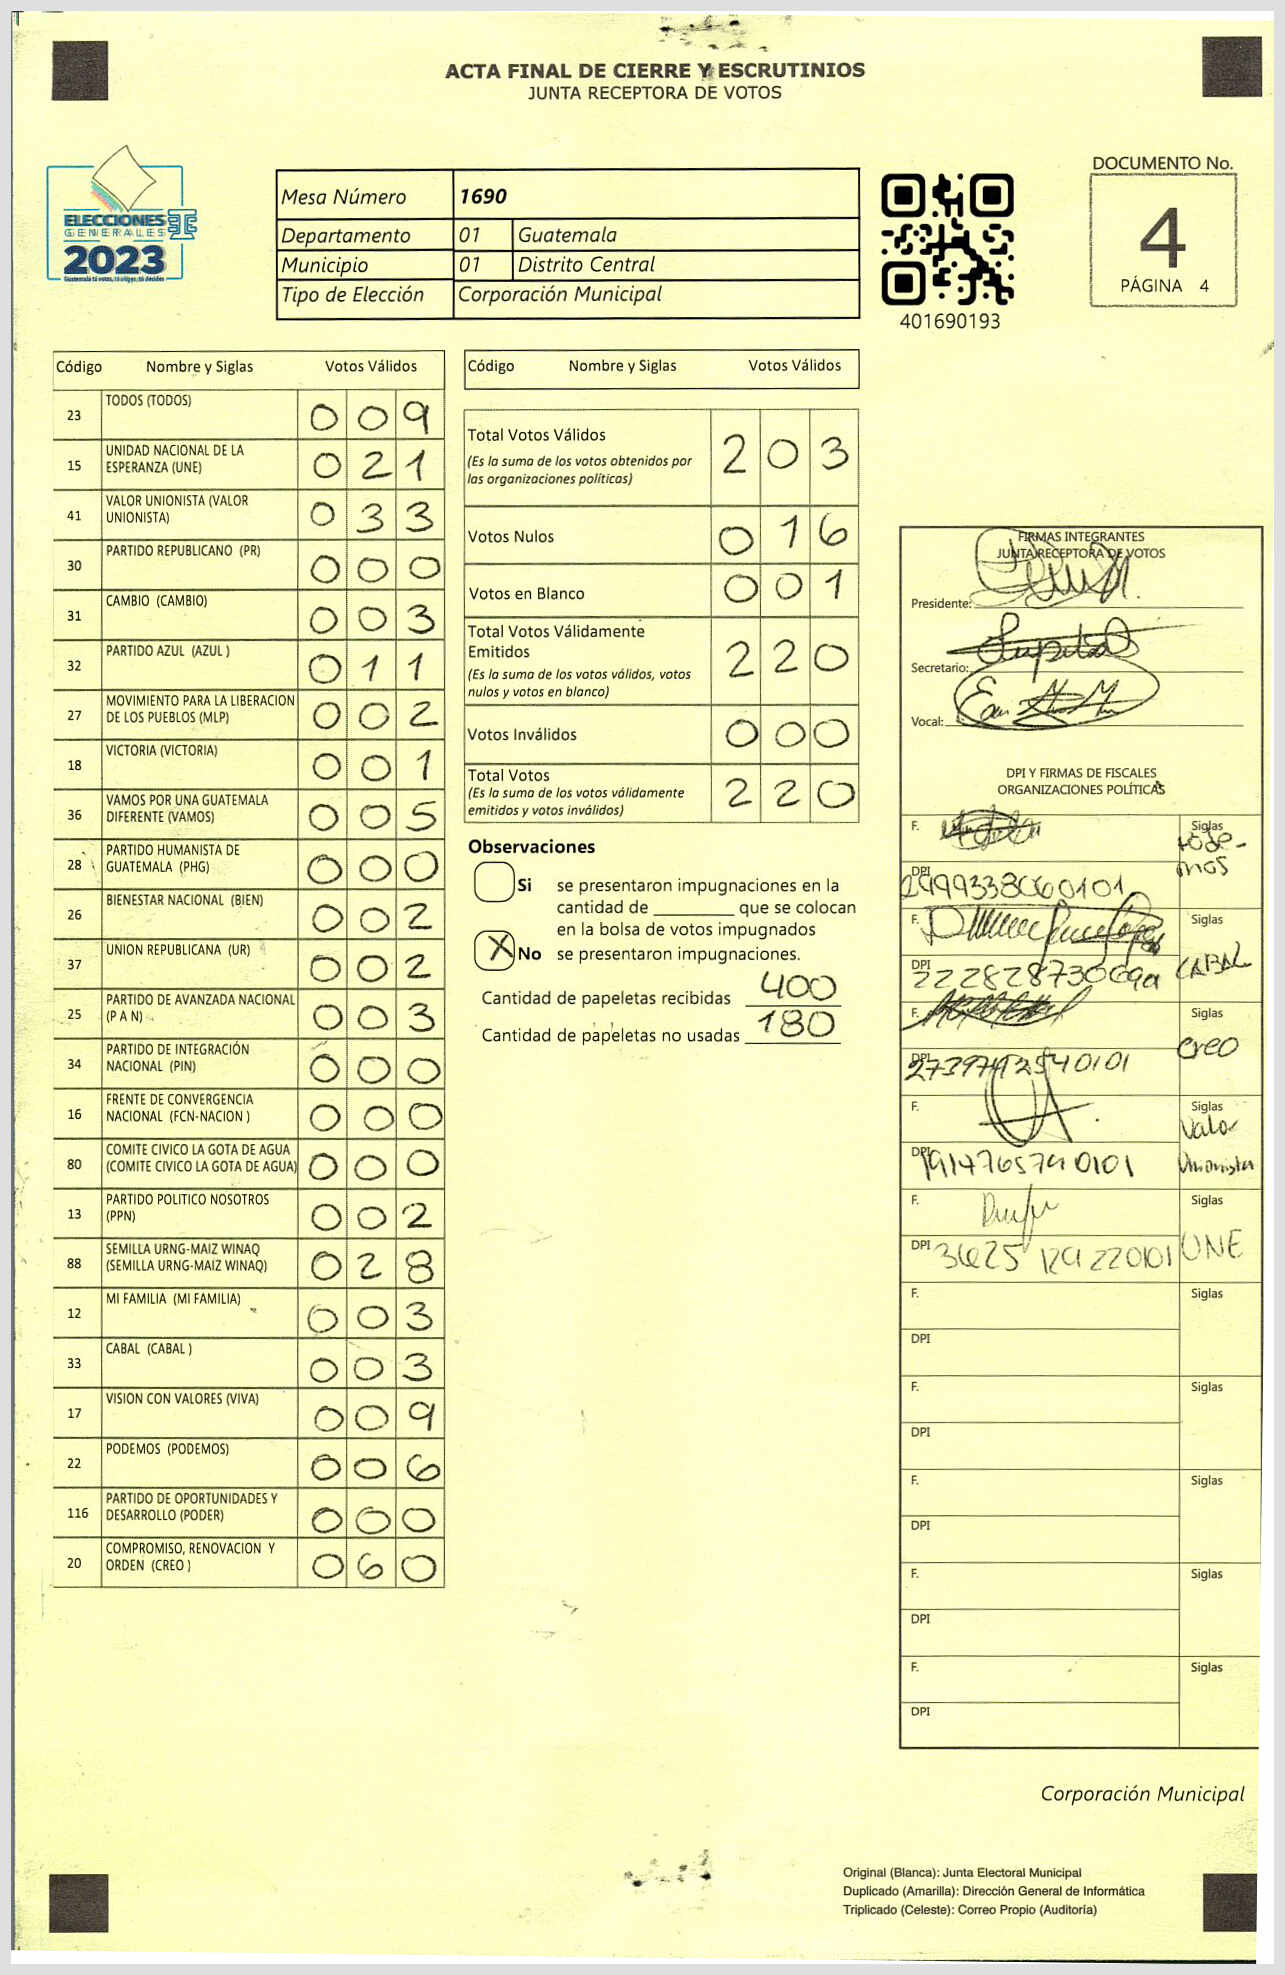 ACTA FINAL DE CIERRE Y ESCRUTINIOS
JUNTA RECEPTORA DE VOTOS
ELECCIONES
GENERALES
2023
Guatemala tú votas, tú eliges, tú decides
Mesa Número 1690
Departamento 01 Guatemala
Municipio 01 Distrito Central
Tipo de Elección Corporación Municipal
401690193
DOCUMENTO No.
4
PÁGINA 4
Código Nombre y Siglas Votos Válidos
23 TODOS (TODOS) 0 0 9
15 UNIDAD NACIONAL DE LA ESPERANZA (UNE) 0 2 1
41 VALOR UNIONISTA (VALOR UNIONISTA) 0 3 3
30 PARTIDO REPUBLICANO (PR) 0 0 0
31 CAMBIO (CAMBIO) 0 0 3
32 PARTIDO AZUL (AZUL ) 0 1 1
27 MOVIMIENTO PARA LA LIBERACION DE LOS PUEBLOS (MLP) 0 0 2
18 VICTORIA (VICTORIA) 0 0 1
36 VAMOS POR UNA GUATEMALA DIFERENTE (VAMOS) 0 0 5
28 PARTIDO HUMANISTA DE GUATEMALA (PHG) 0 0 0
26 BIENESTAR NACIONAL (BIEN) 0 0 2
37 UNION REPUBLICANA (UR) 0 0 2
25 PARTIDO DE AVANZADA NACIONAL (P A N) 0 0 3
34 PARTIDO DE INTEGRACIÓN NACIONAL (PIN) 0 0 0
16 FRENTE DE CONVERGENCIA NACIONAL (FCN-NACION ) 0 0 0
80 COMITE CIVICO LA GOTA DE AGUA (COMITE CIVICO LA GOTA DE AGUA) 0 0 0
13 PARTIDO POLITICO NOSOTROS (PPN) 0 0 2
88 SEMILLA URNG-MAIZ WINAQ (SEMILLA URNG-MAIZ WINAQ) 0 2 8
12 MI FAMILIA (MI FAMILIA) 0 0 3
33 CABAL (CABAL ) 0 0 3
17 VISION CON VALORES (VIVA) 0 0 9
22 PODEMOS (PODEMOS) 0 0 6
116 PARTIDO DE OPORTUNIDADES Y DESARROLLO (PODER) 0 0 0
20 COMPROMISO, RENOVACION Y ORDEN (CREO ) 0 6 0
Código Nombre y Siglas Votos Válidos
Total Votos Válidos 2 0 3
(Es la suma de los votos obtenidos por
las organizaciones políticas)
Votos Nulos 0 1 6
Votos en Blanco 0 0 1
Total Votos Válidamente
Emitidos 2 2 0
(Es la suma de los votos válidos, votos
nulos y votos en blanco)
Votos Inválidos 0 0 0
Total Votos 2 2 0
(Es la suma de los votos válidamente
emitidos y votos inválidos)
Observaciones
Si se presentaron impugnaciones en la
cantidad de ________ que se colocan
en la bolsa de votos impugnados
X No se presentaron impugnaciones.
Cantidad de papeletas recibidas 400
Cantidad de papeletas no usadas 180
FIRMAS INTEGRANTES
JUNTA RECEPTORA DE VOTOS
Presidente:
Secretario:
Vocal:
DPI Y FIRMAS DE FISCALES
ORGANIZACIONES POLÍTICAS
F. Siglas
DPI 2999338060101
F. Siglas CABAL
DPI
F. Siglas Creo
DPI
F. Siglas Valor Unionista
DPI
F. Siglas UNE
DPI
F. Siglas
DPI
F. Siglas
DPI
F. Siglas
DPI
F. Siglas
DPI
F. Siglas
DPI
Corporación Municipal
Original (Blanca): Junta Electoral Municipal
Duplicado (Amarilla): Dirección General de Informática
Triplicado (Celeste): Correo Propio (Auditoría)